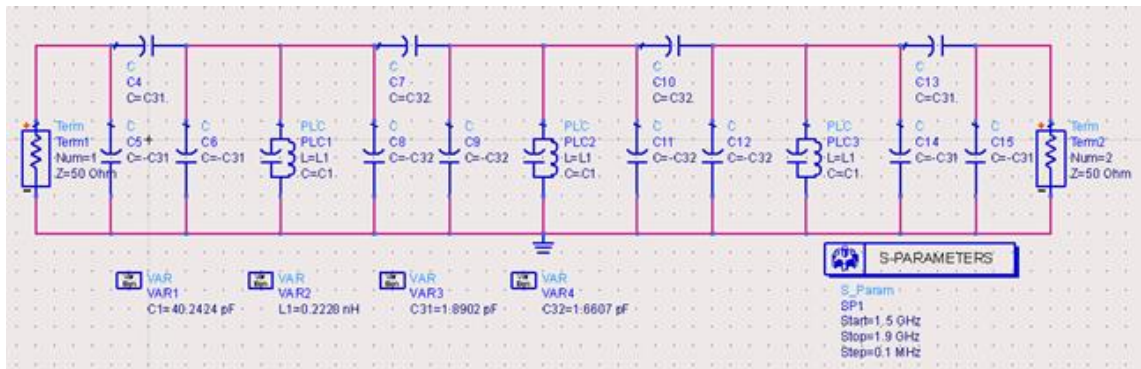 C
C4
C=C31.
C
C7
C=C32
C
C10
C=C32
C
C13
C=C31.
Term
Term1
Num=1
Z=50 Ohm
C
C5
C=-C31
C
C6
C=-C31
PLC
PLC1
L=L1
C=C1.
C
C8
C=-C32
C
C9
C=-C32
PLC
PLC2
L=L1
C=C1.
C
C11
C=-C32
C
C12
C=-C32
PLC
PLC3
L=L1
C=C1.
C
C14
C=-C31
C
C15
C=-C31
Term
Term2
Num=2
Z=50 Ohm
VAR
VAR1
C1=40.2424 pF
VAR
VAR2
L1=0.2228 nH
VAR
VAR3
C31=1.8902 pF
VAR
VAR4
C32=1.6607 pF
S-PARAMETERS
S_Param
SP1
Start=1.5 GHz
Stop=1.9 GHz
Step=0.1 MHz